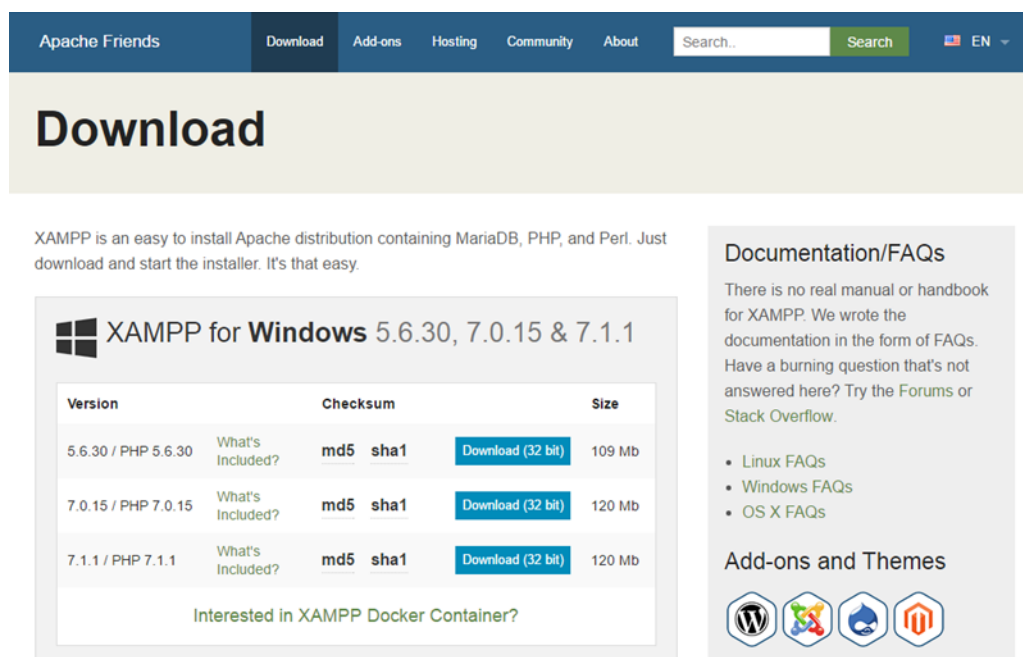 Apache Friends Download Add-ons Hosting Community About Search.. Search EN
Download
XAMPP is an easy to install Apache distribution containing MariaDB, PHP, and Perl. Just
download and start the installer. It's that easy.
XAMPP for Windows 5.6.30, 7.0.15 & 7.1.1
Version Checksum Size
5.6.30 / PHP 5.6.30 What's Included? md5 sha1 Download (32 bit) 109 Mb
7.0.15 / PHP 7.0.15 What's Included? md5 sha1 Download (32 bit) 120 Mb
7.1.1 / PHP 7.1.1 What's Included? md5 sha1 Download (32 bit) 120 Mb
Interested in XAMPP Docker Container?
Documentation/FAQs
There is no real manual or handbook
for XAMPP. We wrote the
documentation in the form of FAQs.
Have a burning question that's not
answered here? Try the Forums or
Stack Overflow.
• Linux FAQs
• Windows FAQs
• OS X FAQs
Add-ons and Themes